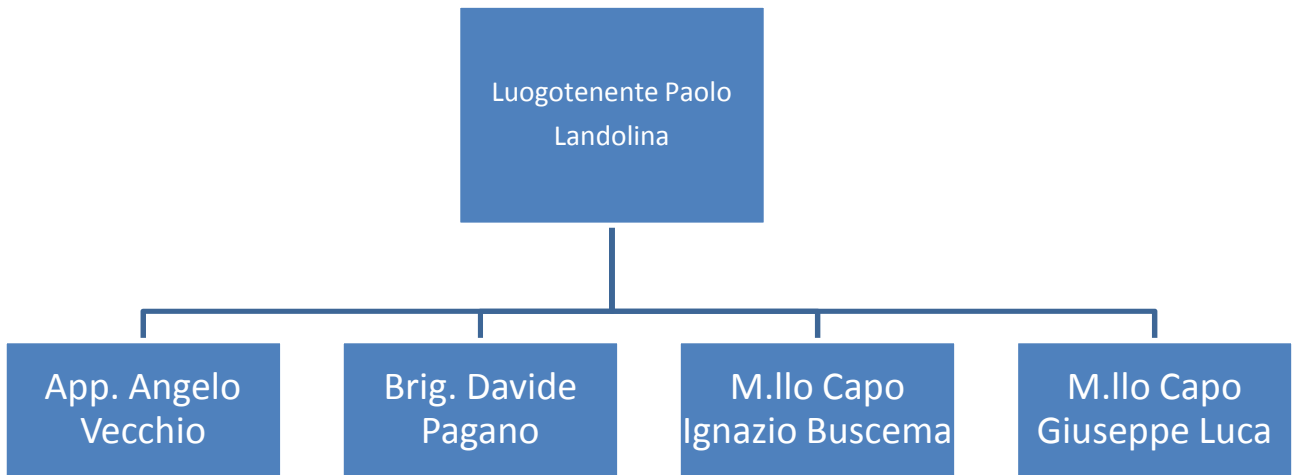 Luogotenente Paolo
Landolina
App. Angelo
Vecchio
Brig. Davide
Pagano
M.llo Capo
Ignazio Buscema
M.llo Capo
Giuseppe Luca